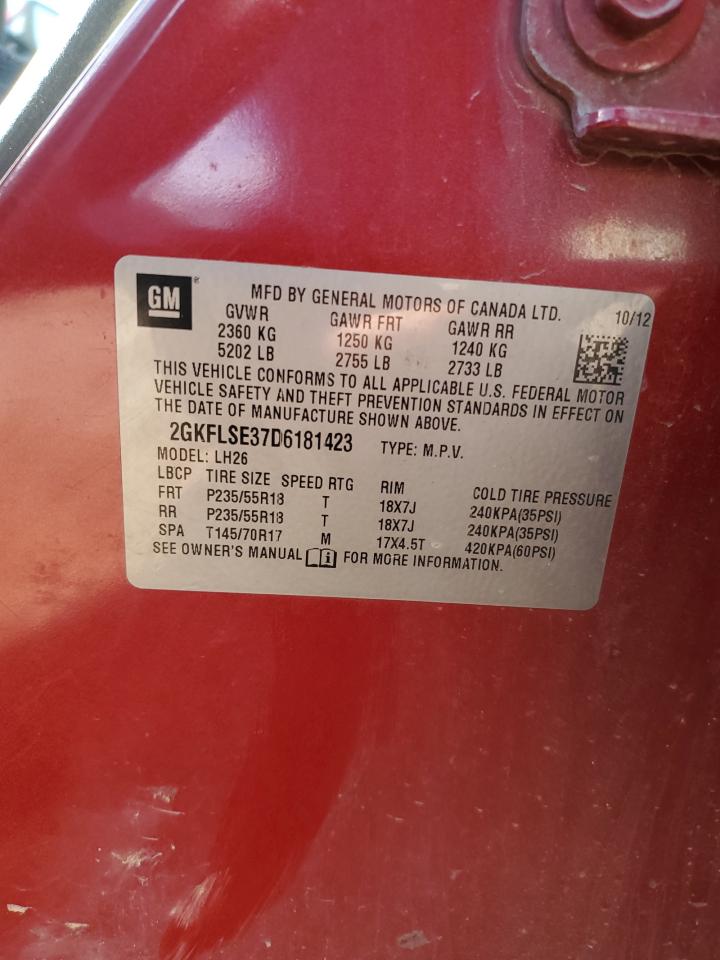 GM ®
MFD BY GENERAL MOTORS OF CANADA LTD. 10/12
GVWR GAWR FRT GAWR RR
2360 KG 1250 KG 1240 KG
5202 LB 2755 LB 2733 LB
THIS VEHICLE CONFORMS TO ALL APPLICABLE U.S. FEDERAL MOTOR
VEHICLE SAFETY AND THEFT PREVENTION STANDARDS IN EFFECT ON
THE DATE OF MANUFACTURE SHOWN ABOVE.
2GKFLSE37D6181423 TYPE: M.P.V.
MODEL: LH26
LBCP TIRE SIZE SPEED RTG RIM COLD TIRE PRESSURE
FRT P235/55R18 T 18X7J 240KPA(35PSI)
RR P235/55R18 T 18X7J 240KPA(35PSI)
SPA T145/70R17 M 17X4.5T 420KPA(60PSI)
SEE OWNER'S MANUAL i FOR MORE INFORMATION.